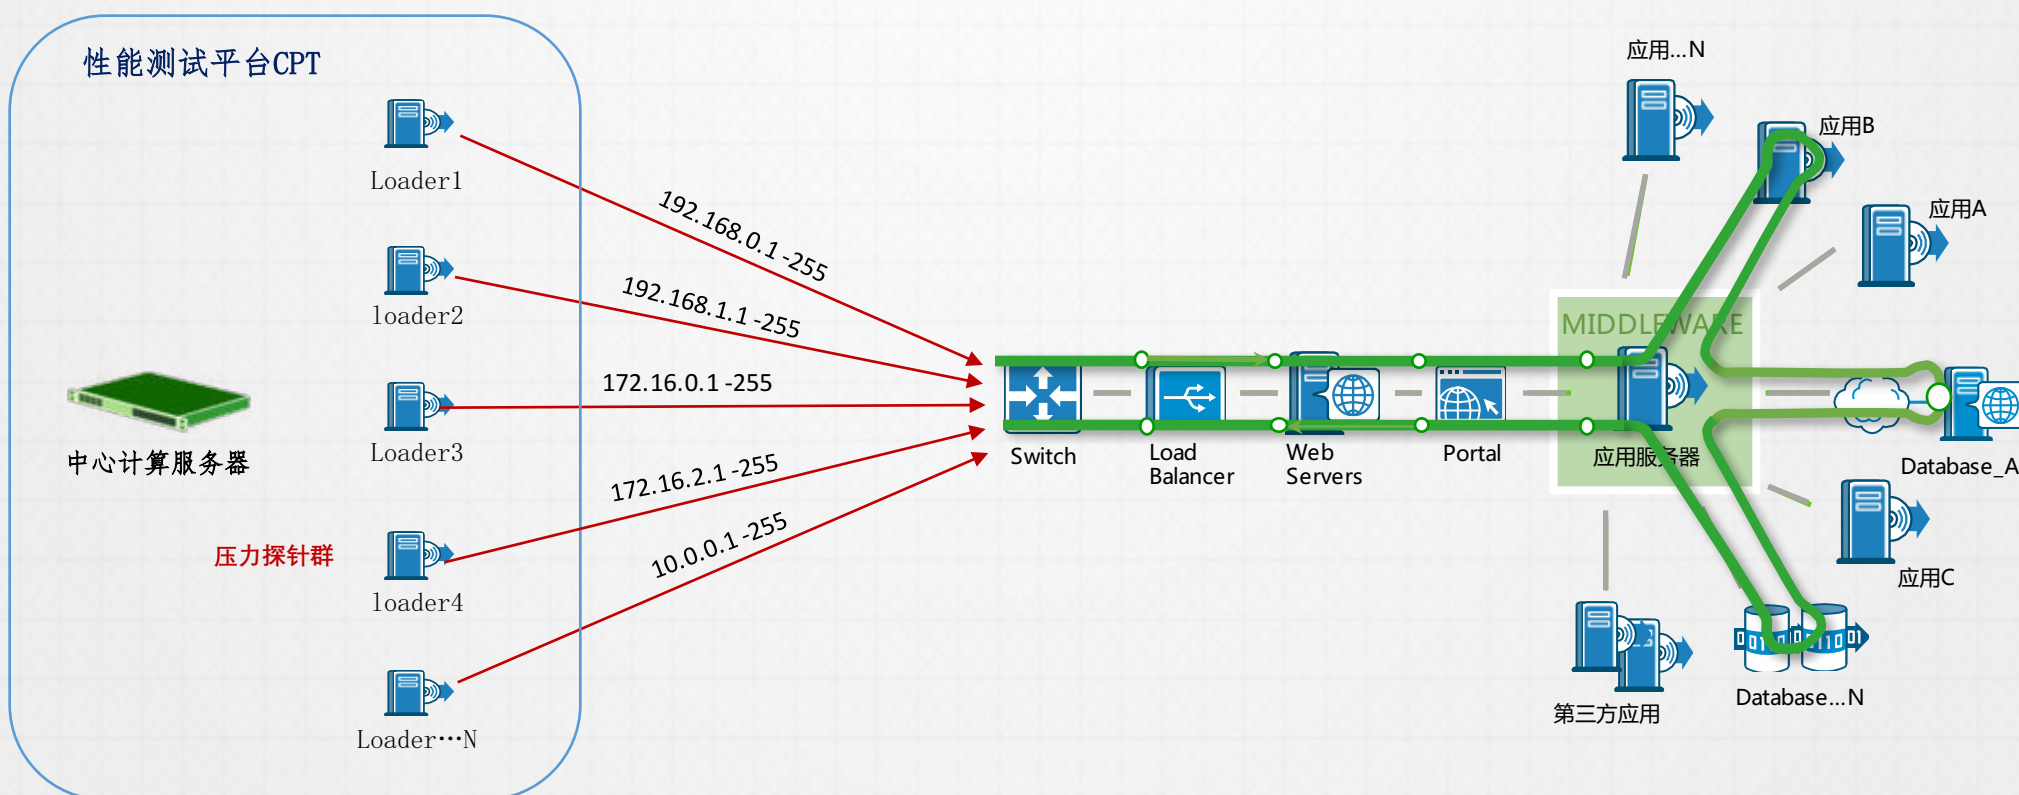 性能测试平台CPT
Loader1
loader2
Loader3
loader4
Loader…N
中心计算服务器
压力探针群
192.168.0.1 -255
192.168.1.1 -255
172.16.0.1 -255
172.16.2.1 -255
10.0.0.1 -255
Switch
Load
Balancer
Web
Servers
Portal
MIDDLEWARE
应用服务器
应用...N
应用B
应用A
Database_A
应用C
Database...N
第三方应用